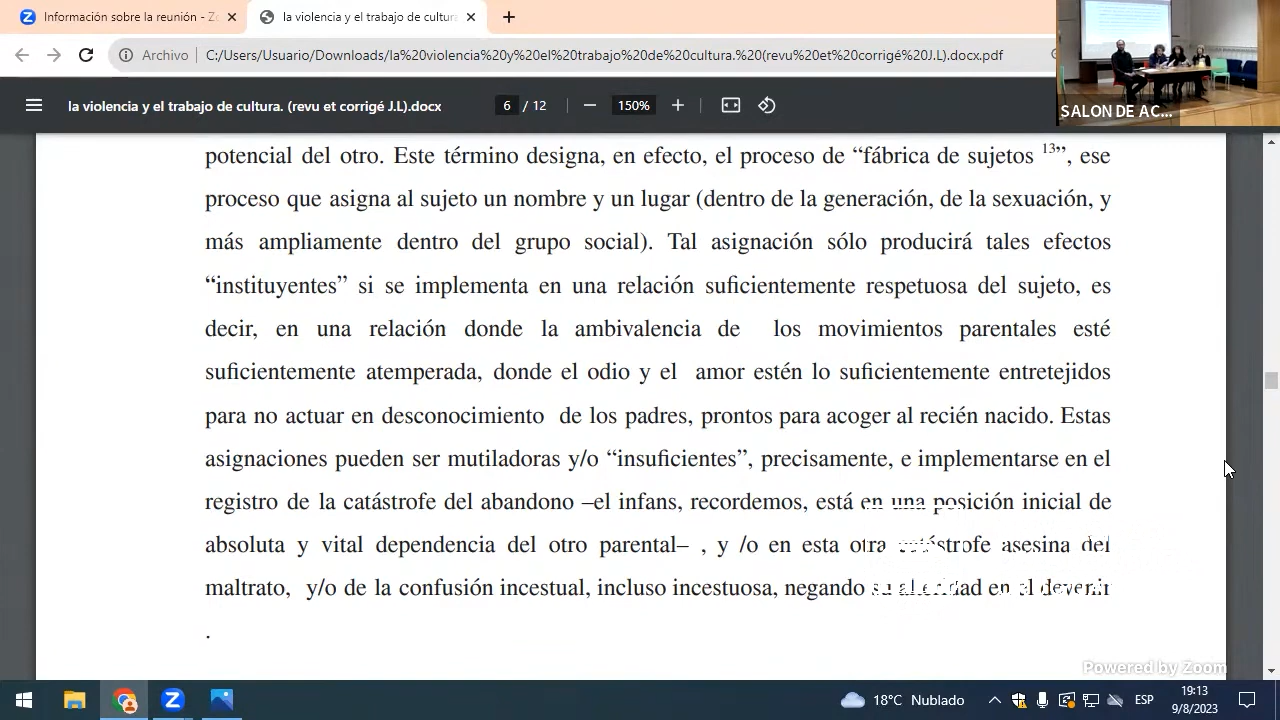 Información sobre la reunión - Z
la violencia y el trabajo de cultura
Archivo
C:/Users/Usuario/Downloads/la%20violencia%20y%20el%20trabajo%20de%20cultura.%20(revu%20et%20corrigé%20J.L).docx.pdf
SALON DE AC...
la violencia y el trabajo de cultura. (revu et corrigé J.L).docx
6 / 12
150%
potencial del otro. Este término designa, en efecto, el proceso de “fábrica de sujetos 13”, ese
proceso que asigna al sujeto un nombre y un lugar (dentro de la generación, de la sexuación, y
más ampliamente dentro del grupo social). Tal asignación sólo producirá tales efectos
“instituyentes” si se implementa en una relación suficientemente respetuosa del sujeto, es
decir, en una relación donde la ambivalencia de los movimientos parentales esté
suficientemente atemperada, donde el odio y el amor estén lo suficientemente entretejidos
para no actuar en desconocimiento de los padres, prontos para acoger al recién nacido. Estas
asignaciones pueden ser mutiladoras y/o “insuficientes”, precisamente, e implementarse en el
registro de la catástrofe del abandono –el infans, recordemos, está en una posición inicial de
absoluta y vital dependencia del otro parental– , y /o en esta otra catástrofe asesina del
maltrato, y/o de la confusión incestual, incluso incestuosa, negando su alteridad en el devenir
.
Powered by Zoom
18°C Nublado
ESP
19:13
9/8/2023